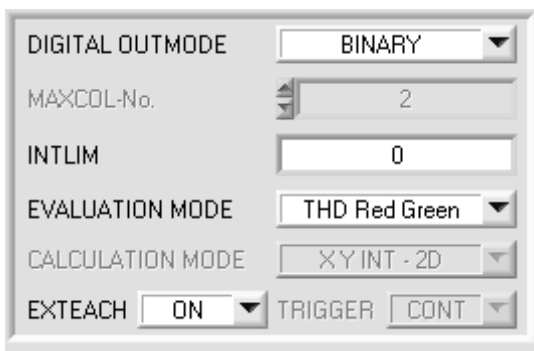 DIGITAL OUTMODE BINARY
MAXCOL-No. 2
INTLIM 0
EVALUATION MODE THD Red Green
CALCULATION MODE X Y INT - 2D
EXTEACH ON TRIGGER CONT